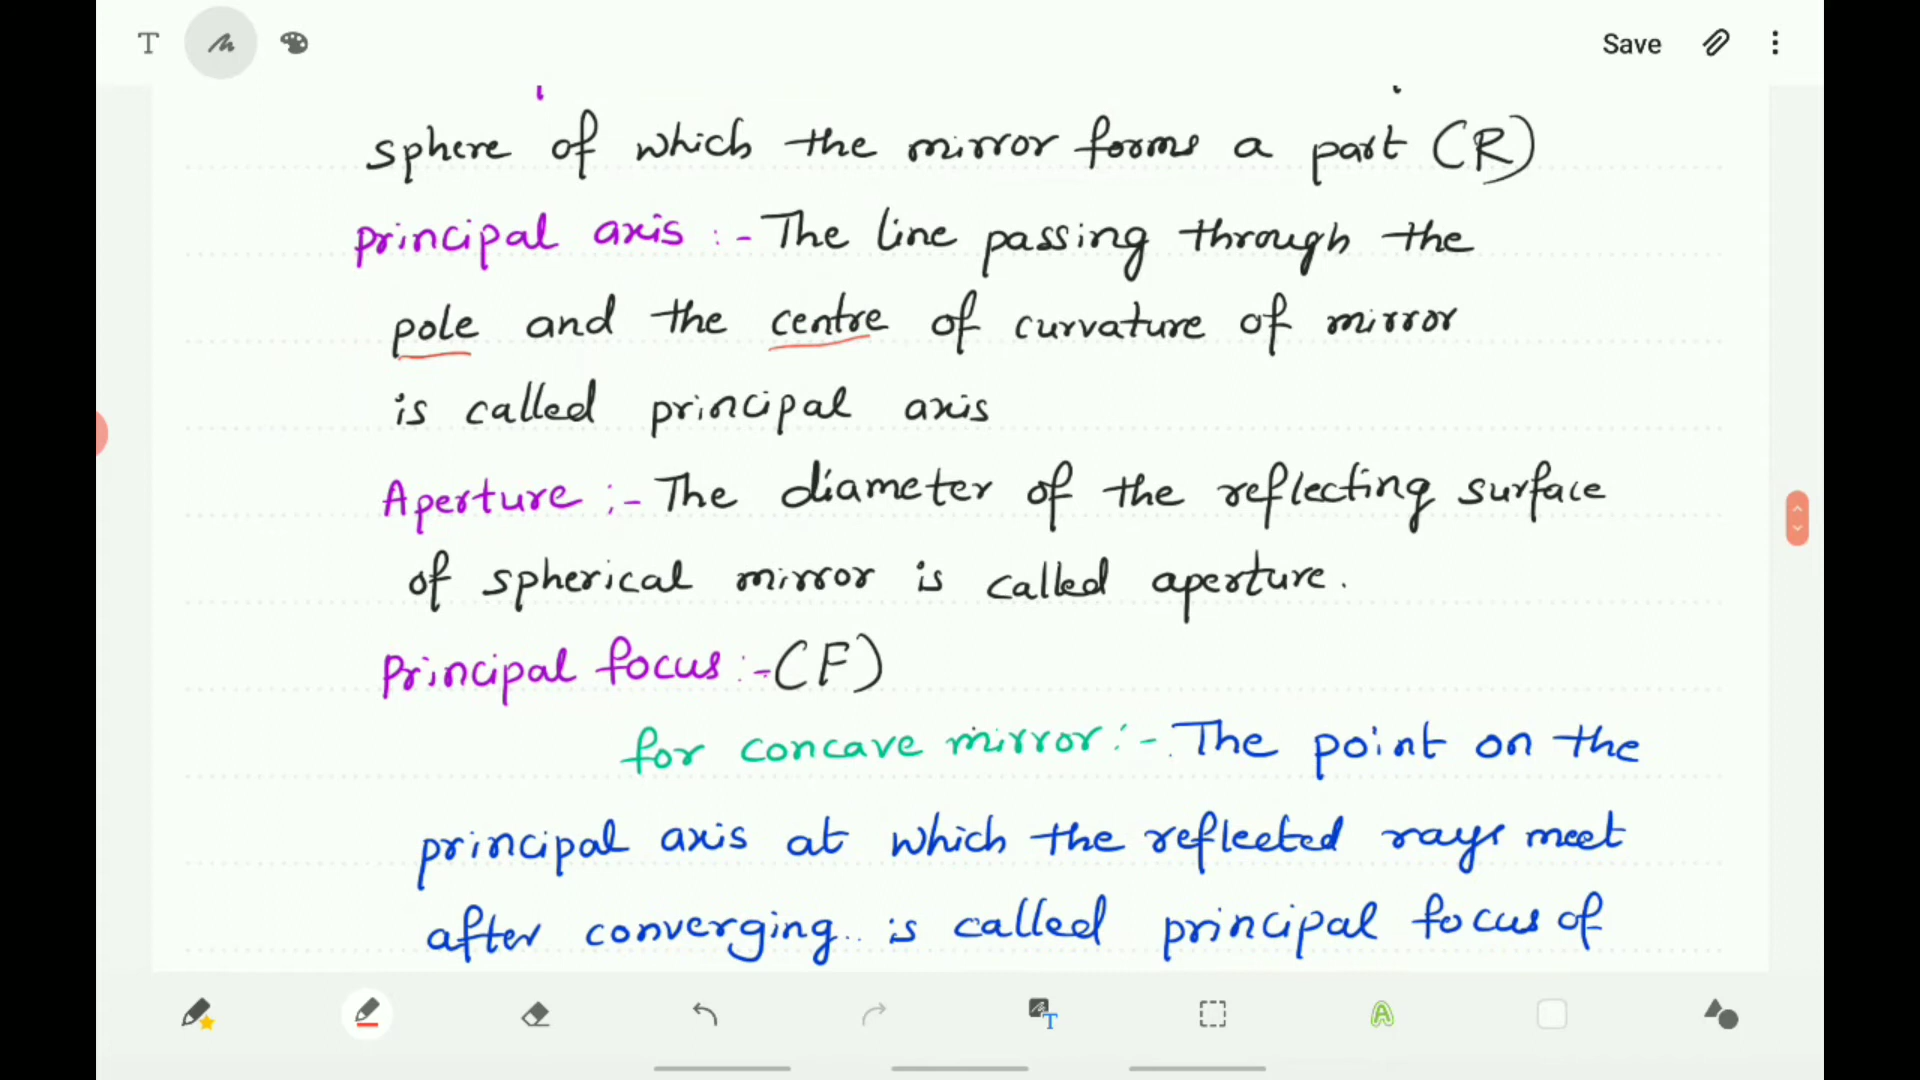 Save
sphere of which the mirror forms a part (R)
principal axis :- The line passing through the
pole and the centre of curvature of mirror
is called principal axis
Aperture :- The diameter of the reflecting surface
of spherical mirror is called aperture.
Principal focus :- (F)
for concave mirror :- The point on the
principal axis at which the reflected rays meet
after converging is called principal focus of